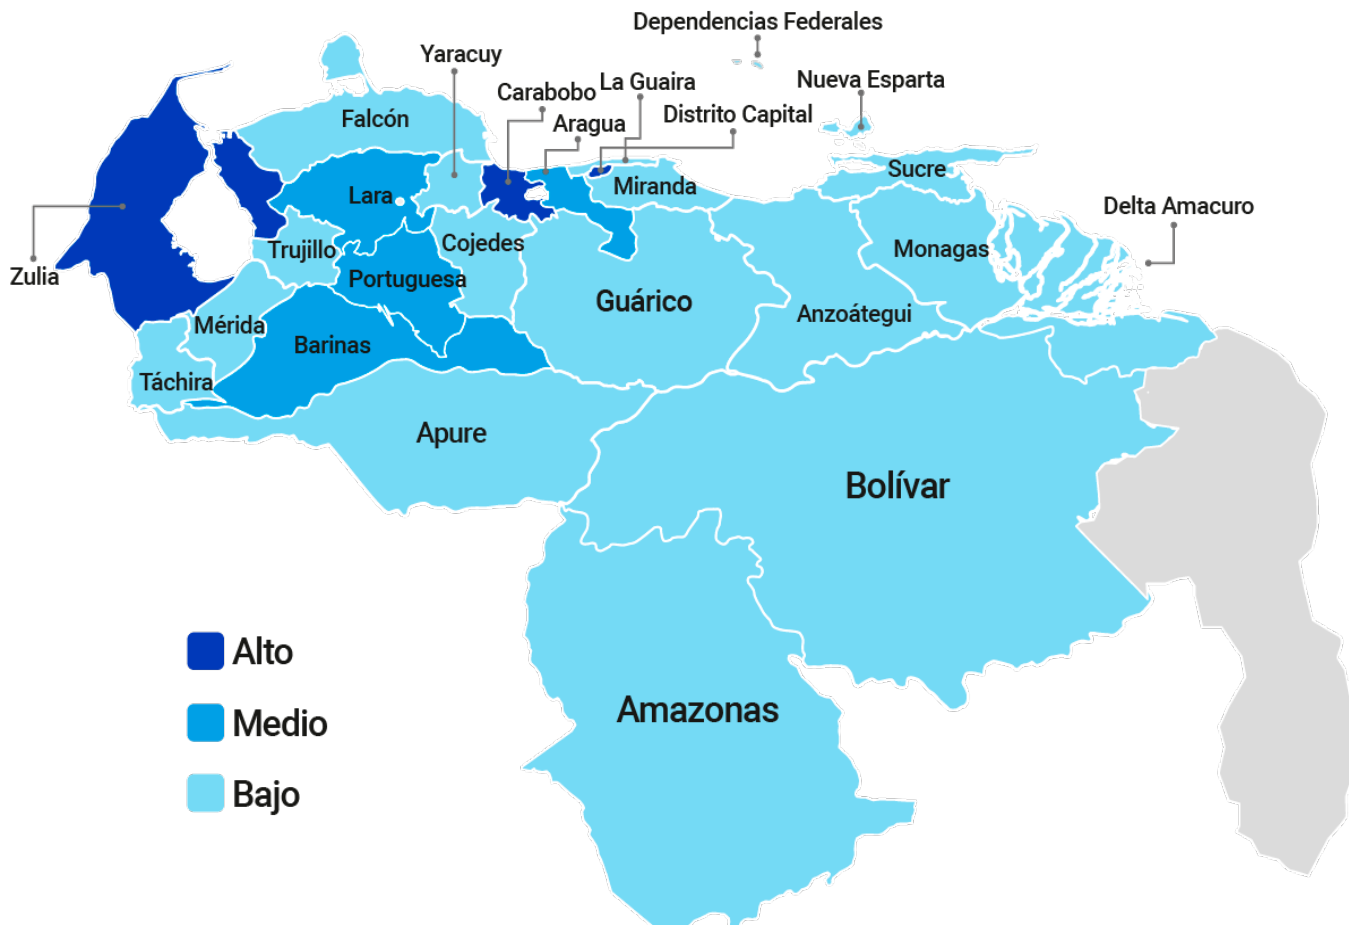 Dependencias Federales
Yaracuy
Nueva Esparta
La Guaira
Carabobo
Distrito Capital
Aragua
Falcón
Sucre
Miranda
Lara
Delta Amacuro
Cojedes
Monagas
Trujillo
Zulia
Portuguesa
Guárico
Anzoátegui
Mérida
Barinas
Táchira
Apure
Bolívar
Alto
Amazonas
Medio
Bajo